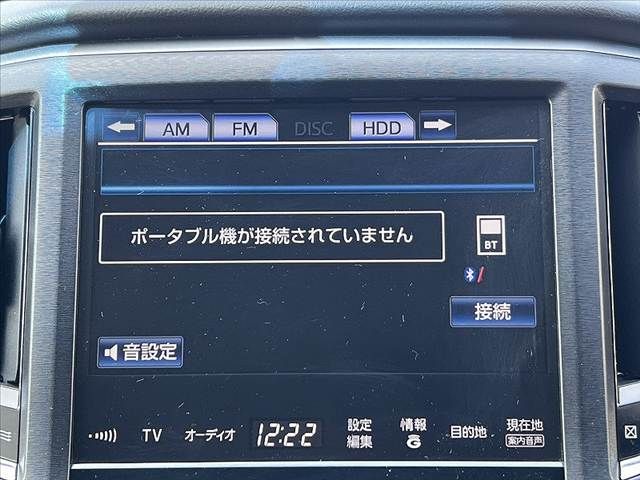 AM FM DISC HDD
ポータブル機が接続されていません
BT
接続
音設定
TV オーディオ 12:22 設定 情報 目的地 現在地
編集 G 案内音声